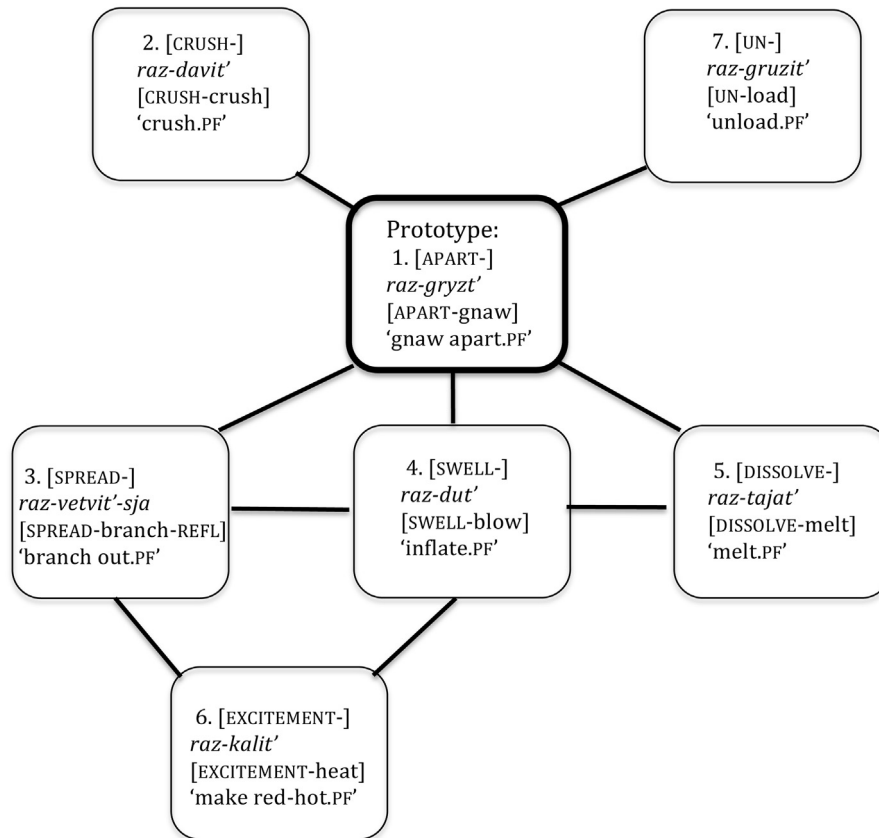 2. [CRUSH-]
raz-davit’
[CRUSH-crush]
‘crush.PF’
7. [UN-]
raz-gruzit’
[UN-load]
‘unload.PF’
Prototype:
1. [APART-]
raz-gryzt’
[APART-gnaw]
‘gnaw apart.PF’
3. [SPREAD-]
raz-vetvit’-sja
[SPREAD-branch-REFL]
‘branch out.PF’
4. [SWELL-]
raz-dut’
[SWELL-blow]
‘inflate.PF’
5. [DISSOLVE-]
raz-tajat’
[DISSOLVE-melt]
‘melt.PF’
6. [EXCITEMENT-]
raz-kalit’
[EXCITEMENT-heat]
‘make red-hot.PF’